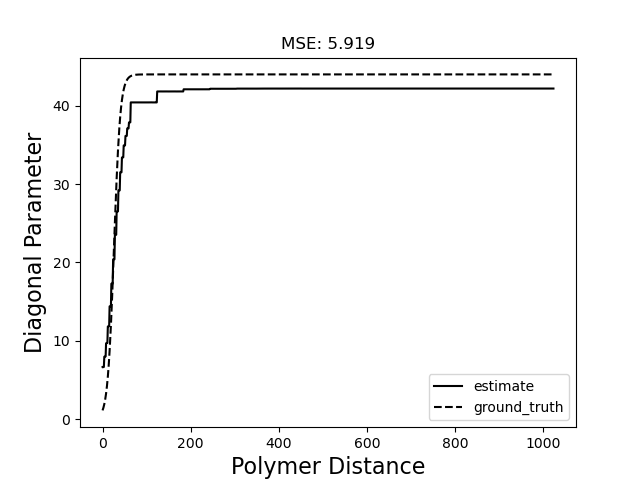 MSE: 5.919
Diagonal Parameter
40
30
20
10
0
estimate
ground_truth
0 200 400 600 800 1000
Polymer Distance